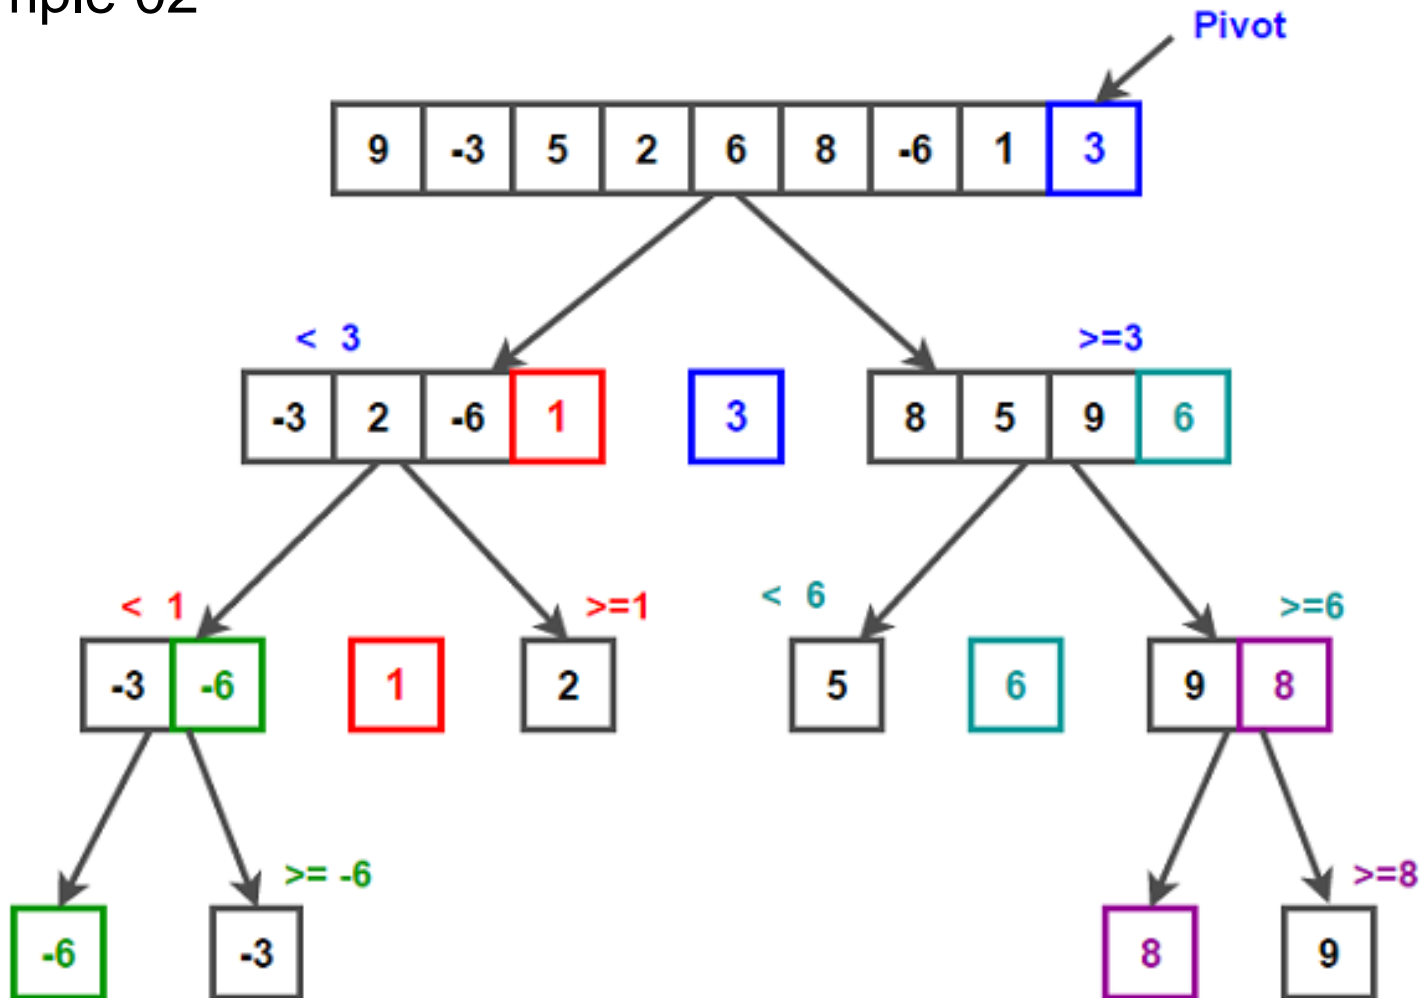 Pivot
9 -3 5 2 6 8 -6 1 3
< 3 >=3
-3 2 -6 1 3 8 5 9 6
< 1 >=1 < 6 >=6
-3 -6 1 2 5 6 9 8
>= -6 >=8
-6 -3 8 9